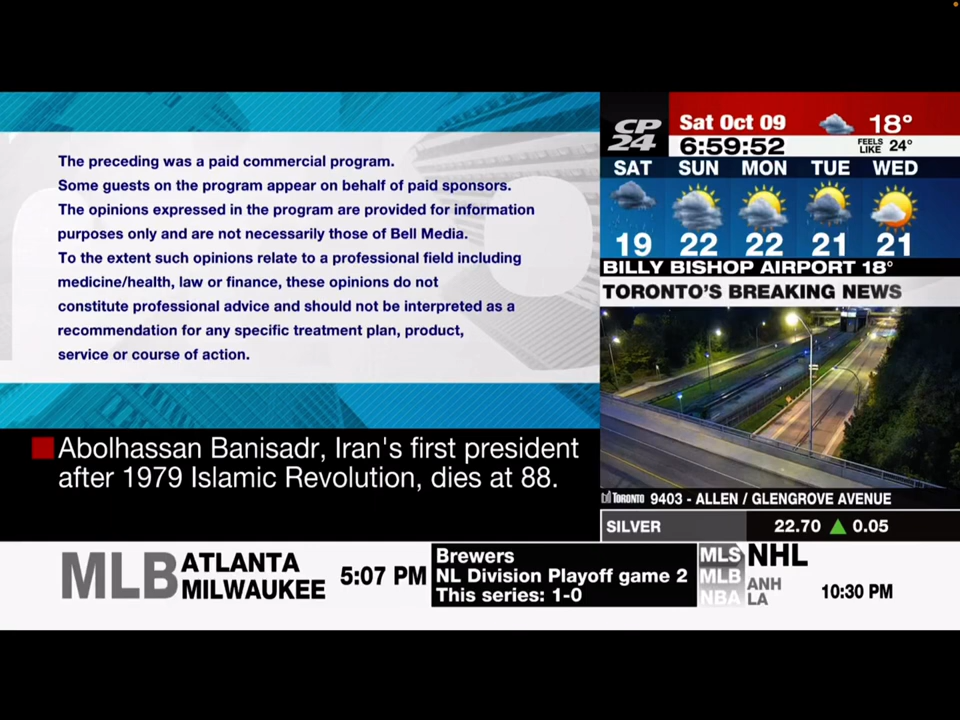 The preceding was a paid commercial program.
Some guests on the program appear on behalf of paid sponsors.
The opinions expressed in the program are provided for information
purposes only and are not necessarily those of Bell Media.
To the extent such opinions relate to a professional field including
medicine/health, law or finance, these opinions do not
constitute professional advice and should not be interpreted as a
recommendation for any specific treatment plan, product,
service or course of action.
Abolhassan Banisadr, Iran's first president
after 1979 Islamic Revolution, dies at 88.
CP
24
Sat Oct 09
6:59:52
18°
FEELS
LIKE 24°
SAT SUN MON TUE WED
19 22 22 21 21
BILLY BISHOP AIRPORT 18°
TORONTO'S BREAKING NEWS
TORONTO 9403 - ALLEN / GLENGROVE AVENUE
SILVER 22.70 0.05
MLB
ATLANTA
MILWAUKEE
5:07 PM
Brewers
NL Division Playoff game 2
This series: 1-0
MLS
MLB
NBA
NHL
ANH
LA
10:30 PM